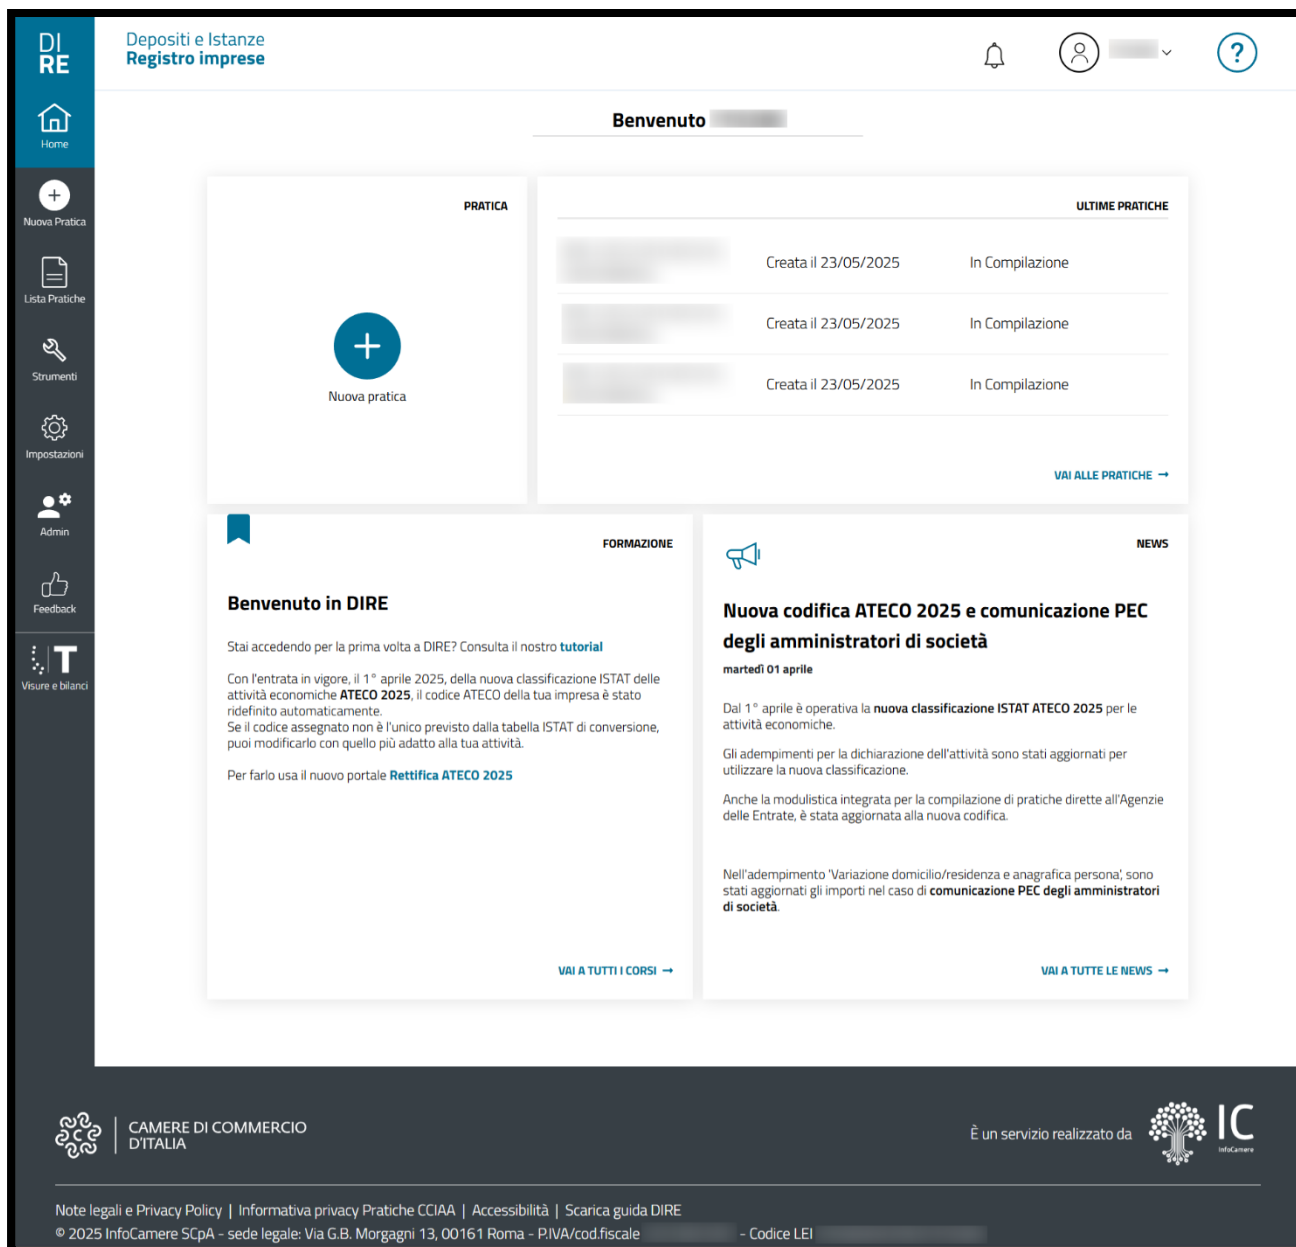 DI
RE
Depositi e Istanze
Registro imprese
?
Home
Nuova Pratica
Lista Pratiche
Strumenti
Impostazioni
Admin
Feedback
T
Visure e bilanci
Benvenuto
PRATICA
Nuova pratica
ULTIME PRATICHE
Creata il 23/05/2025 In Compilazione
Creata il 23/05/2025 In Compilazione
Creata il 23/05/2025 In Compilazione
VAI ALLE PRATICHE →
FORMAZIONE
Benvenuto in DIRE
Stai accedendo per la prima volta a DIRE? Consulta il nostro tutorial
Con l'entrata in vigore, il 1° aprile 2025, della nuova classificazione ISTAT delle
attività economiche ATECO 2025, il codice ATECO della tua impresa è stato
ridefinito automaticamente.
Se il codice assegnato non è l'unico previsto dalla tabella ISTAT di conversione,
puoi modificarlo con quello più adatto alla tua attività.
Per farlo usa il nuovo portale Rettifica ATECO 2025
VAI A TUTTI I CORSI →
NEWS
Nuova codifica ATECO 2025 e comunicazione PEC
degli amministratori di società
martedì 01 aprile
Dal 1° aprile è operativa la nuova classificazione ISTAT ATECO 2025 per le
attività economiche.
Gli adempimenti per la dichiarazione dell'attività sono stati aggiornati per
utilizzare la nuova classificazione.
Anche la modulistica integrata per la compilazione di pratiche dirette all'Agenzie
delle Entrate, è stata aggiornata alla nuova codifica.
Nell'adempimento 'Variazione domicilio/residenza e anagrafica persona', sono
stati aggiornati gli importi nel caso di comunicazione PEC degli amministratori
di società.
VAI A TUTTE LE NEWS →
CAMERE DI COMMERCIO
D'ITALIA
È un servizio realizzato da
IC
InfoCamere
Note legali e Privacy Policy | Informativa privacy Pratiche CCIAA | Accessibilità | Scarica guida DIRE
© 2025 InfoCamere SCpA - sede legale: Via G.B. Morgagni 13, 00161 Roma - P.IVA/cod.fiscale - Codice LEI